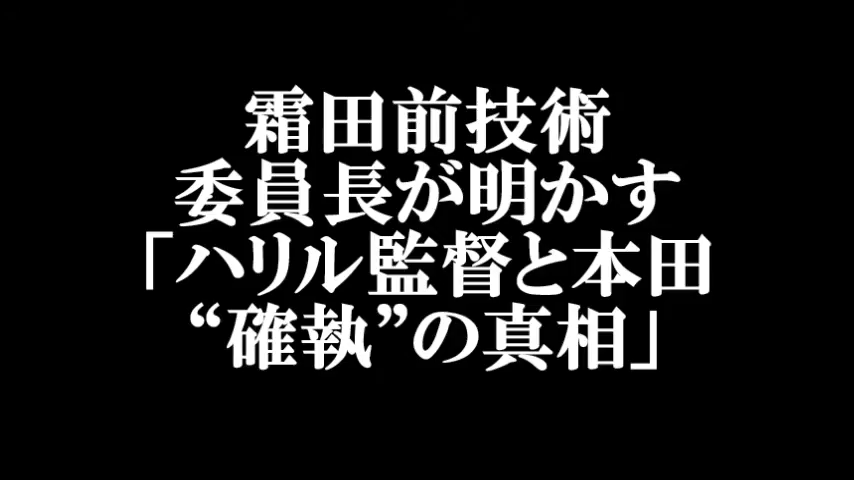 霜田前技術
委員長が明かす
「ハリル監督と本田
“確執”の真相」